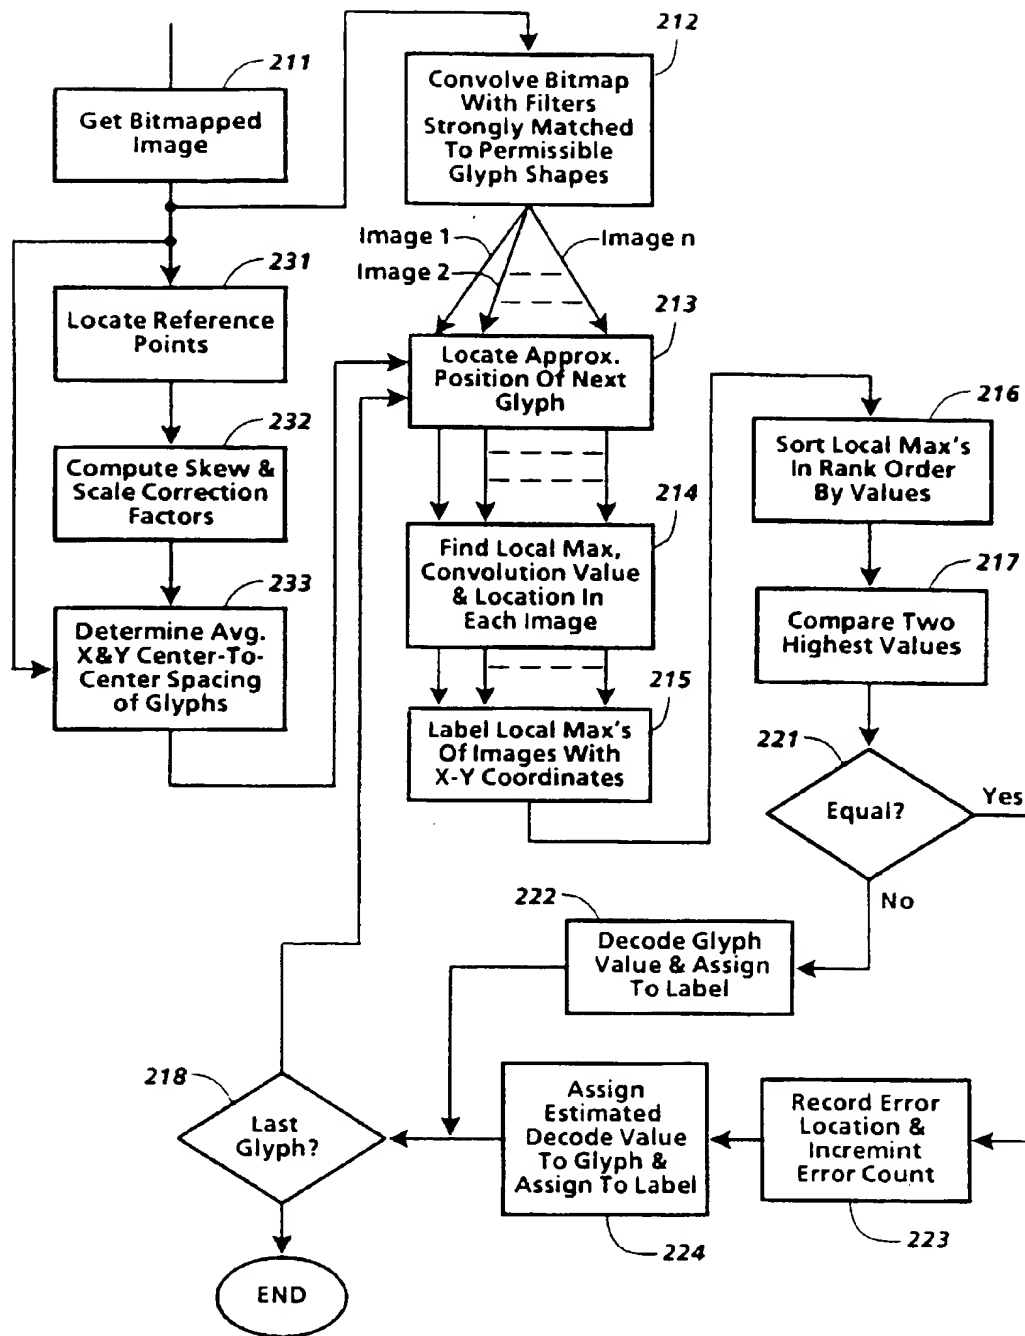 211
Get Bitmapped
Image
212
Convolve Bitmap
With Filters
Strongly Matched
To Permissible
Glyph Shapes
Image 1
Image 2
Image n
231
Locate Reference
Points
232
Compute Skew &
Scale Correction
Factors
233
Determine Avg.
X&Y Center-To-
Center Spacing
of Glyphs
213
Locate Approx.
Position Of Next
Glyph
214
Find Local Max,
Convolution Value
& Location In
Each Image
215
Label Local Max's
Of Images With
X-Y Coordinates
216
Sort Local Max's
In Rank Order
By Values
217
Compare Two
Highest Values
221
Equal?
Yes
No
222
Decode Glyph
Value & Assign
To Label
218
Last
Glyph?
Assign
Estimated
Decode Value
To Glyph &
Assign To Label
224
Record Error
Location &
Incremint
Error Count
223
END